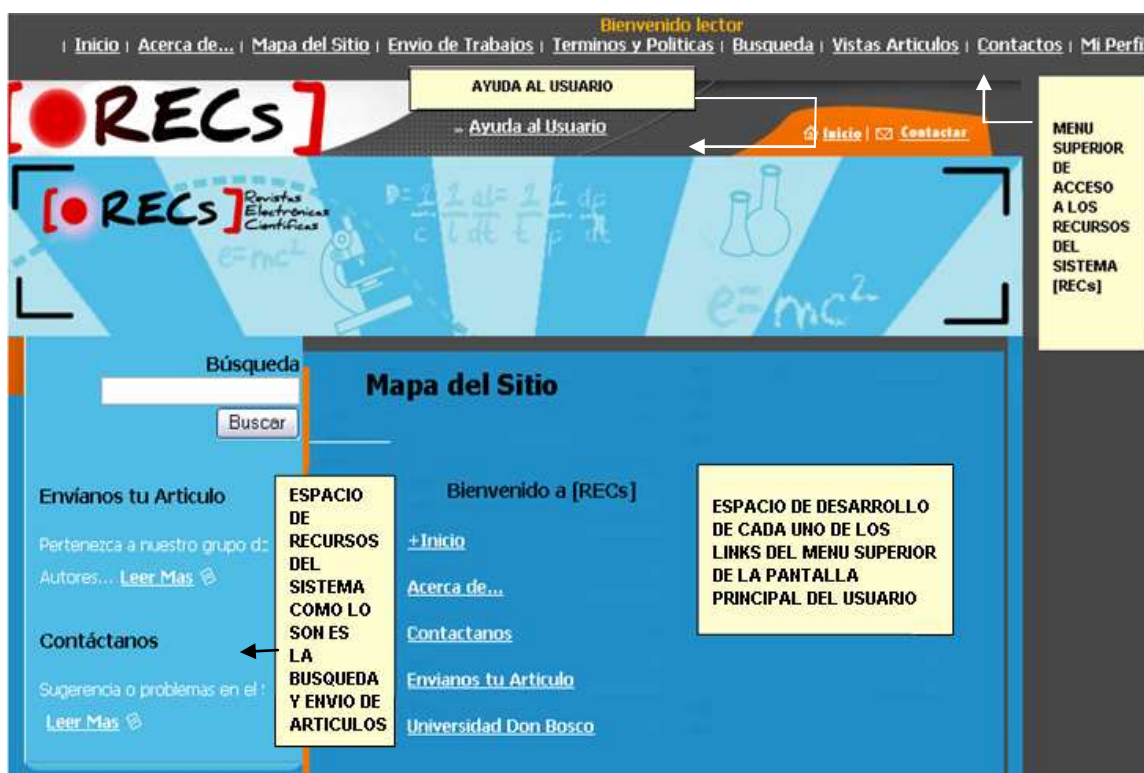 Bienvenido lector
| Inicio | Acerca de... | Mapa del Sitio | Envio de Trabajos | Terminos y Politicas | Busqueda | Vistas Articulos | Contactos | Mi Perfi
AYUDA AL USUARIO
[RECs]
Ayuda al Usuario
Inicio | Contactar
MENU
SUPERIOR
DE
ACCESO
A LOS
RECURSOS
DEL
SISTEMA
[RECs]
[RECs]
Revistas
Electrónicas
Científicas
e=mc²
e=mc²
Búsqueda
Buscar
Mapa del Sitio
Envíanos tu Articulo
Pertenezca a nuestro grupo d
Autores... Leer Mas
Contáctanos
Sugerencia o problemas en el
Leer Mas
ESPACIO
DE
RECURSOS
DEL
SISTEMA
COMO LO
SON ES
LA
BUSQUEDA
Y ENVIO DE
ARTICULOS
Bienvenido a [RECs]
+Inicio
Acerca de...
Contactanos
Envianos tu Articulo
Universidad Don Bosco
ESPACIO DE DESARROLLO
DE CADA UNO DE LOS
LINKS DEL MENU SUPERIOR
DE LA PANTALLA
PRINCIPAL DEL USUARIO